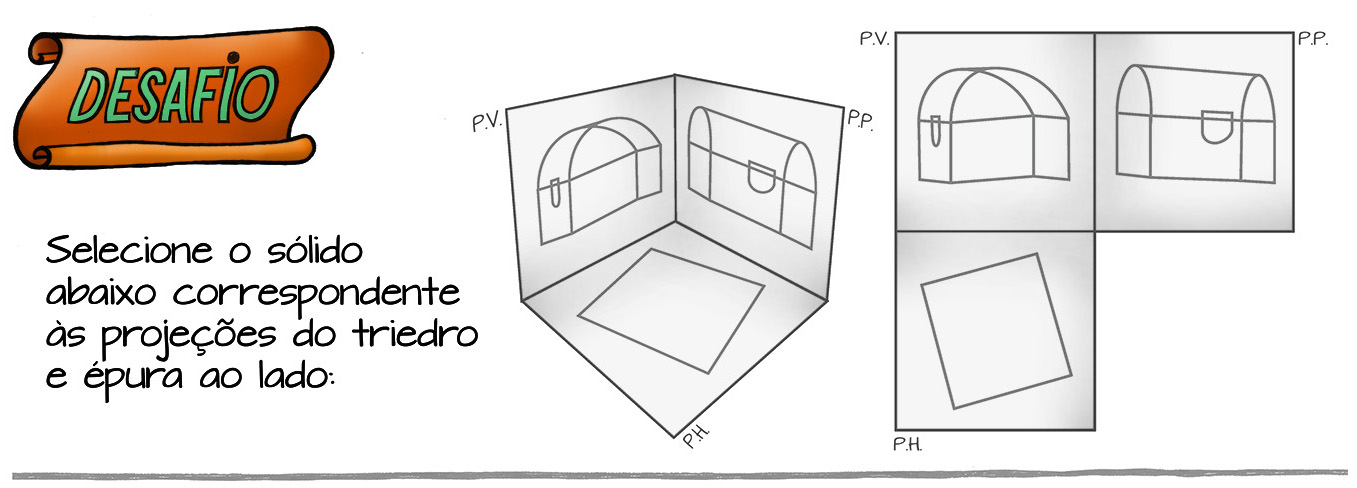 DESAFIO
Selecione o sólido
abaixo correspondente
às projeções do triedro
e épura ao lado:
P.V.
P.P.
P.H.
P.V.
P.P.
P.H.